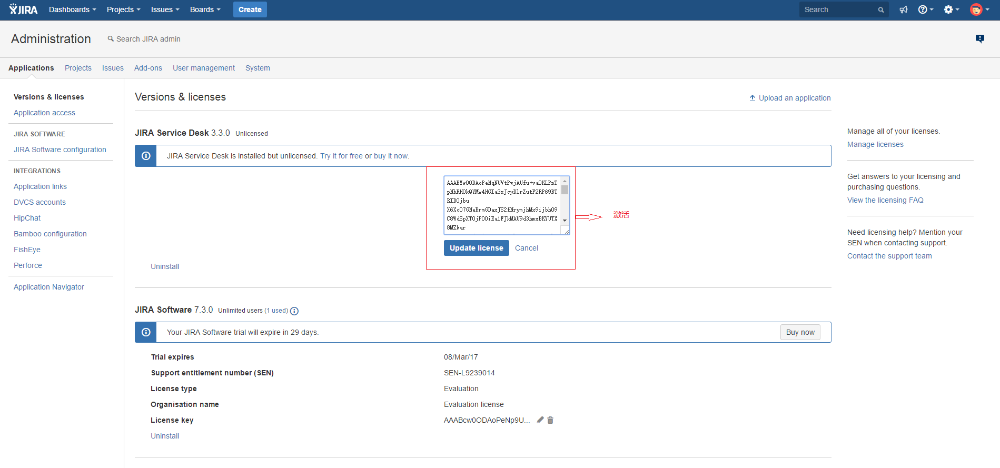 JIRA Dashboards Projects Issues Boards Create Search
Administration Search JIRA admin
Applications Projects Issues Add-ons User management System
Versions & licenses
Application access
JIRA SOFTWARE
JIRA Software configuration
INTEGRATIONS
Application links
DVCS accounts
HipChat
Bamboo configuration
FishEye
Perforce
Application Navigator
Versions & licenses
Upload an application
JIRA Service Desk 3.3.0 Unlicensed
JIRA Service Desk is installed but unlicensed. Try it for free or buy it now.
AAABYwOODAoPeNqNUVtPwjAUfu+vaOKLPnT
pNhRHOkQYMw4HGIa3xJcyDlrZutF2RP69BT
RIDOjbu
X6XcO7GNeBrmGDaxJS2fNrymjhMx9ijbhO9
C8WdSpXTOjPOOiEa1FJkMAU9d3hmxBKYUTX
8MZkar
激活
Update license Cancel
Uninstall
JIRA Software 7.3.0 Unlimited users (1 used)
Your JIRA Software trial will expire in 29 days. Buy now
Trial expires 08/Mar/17
Support entitlement number (SEN) SEN-L9239014
License type Evaluation
Organisation name Evaluation license
License key AAABcw0ODAoPeNp9U...
Uninstall
Manage all of your licenses.
Manage licenses
Get answers to your licensing and
purchasing questions.
View the licensing FAQ
Need licensing help? Mention your
SEN when contacting support.
Contact the support team